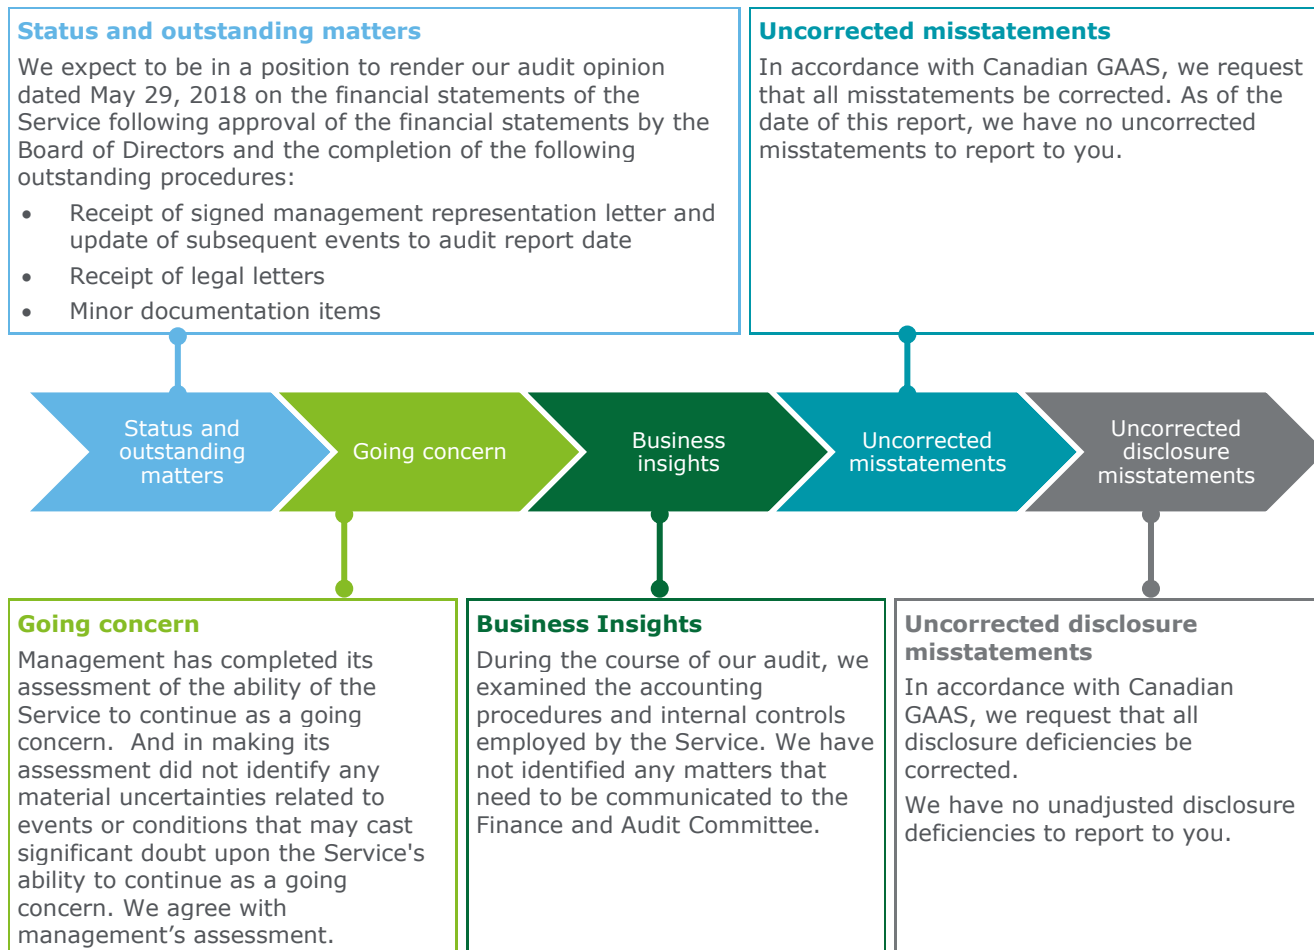 Status and outstanding matters
We expect to be in a position to render our audit opinion
dated May 29, 2018 on the financial statements of the
Service following approval of the financial statements by the
Board of Directors and the completion of the following
outstanding procedures:
• Receipt of signed management representation letter and
update of subsequent events to audit report date
• Receipt of legal letters
• Minor documentation items
Uncorrected misstatements
In accordance with Canadian GAAS, we request
that all misstatements be corrected. As of the
date of this report, we have no uncorrected
misstatements to report to you.
Status and
outstanding
matters
Going concern
Business
insights
Uncorrected
misstatements
Uncorrected
disclosure
misstatements
Going concern
Management has completed its
assessment of the ability of the
Service to continue as a going
concern.  And in making its
assessment did not identify any
material uncertainties related to
events or conditions that may cast
significant doubt upon the Service's
ability to continue as a going
concern. We agree with
management’s assessment.
Business Insights
During the course of our audit, we
examined the accounting
procedures and internal controls
employed by the Service. We have
not identified any matters that
need to be communicated to the
Finance and Audit Committee.
Uncorrected disclosure
misstatements
In accordance with Canadian
GAAS, we request that all
disclosure deficiencies be
corrected.
We have no unadjusted disclosure
deficiencies to report to you.